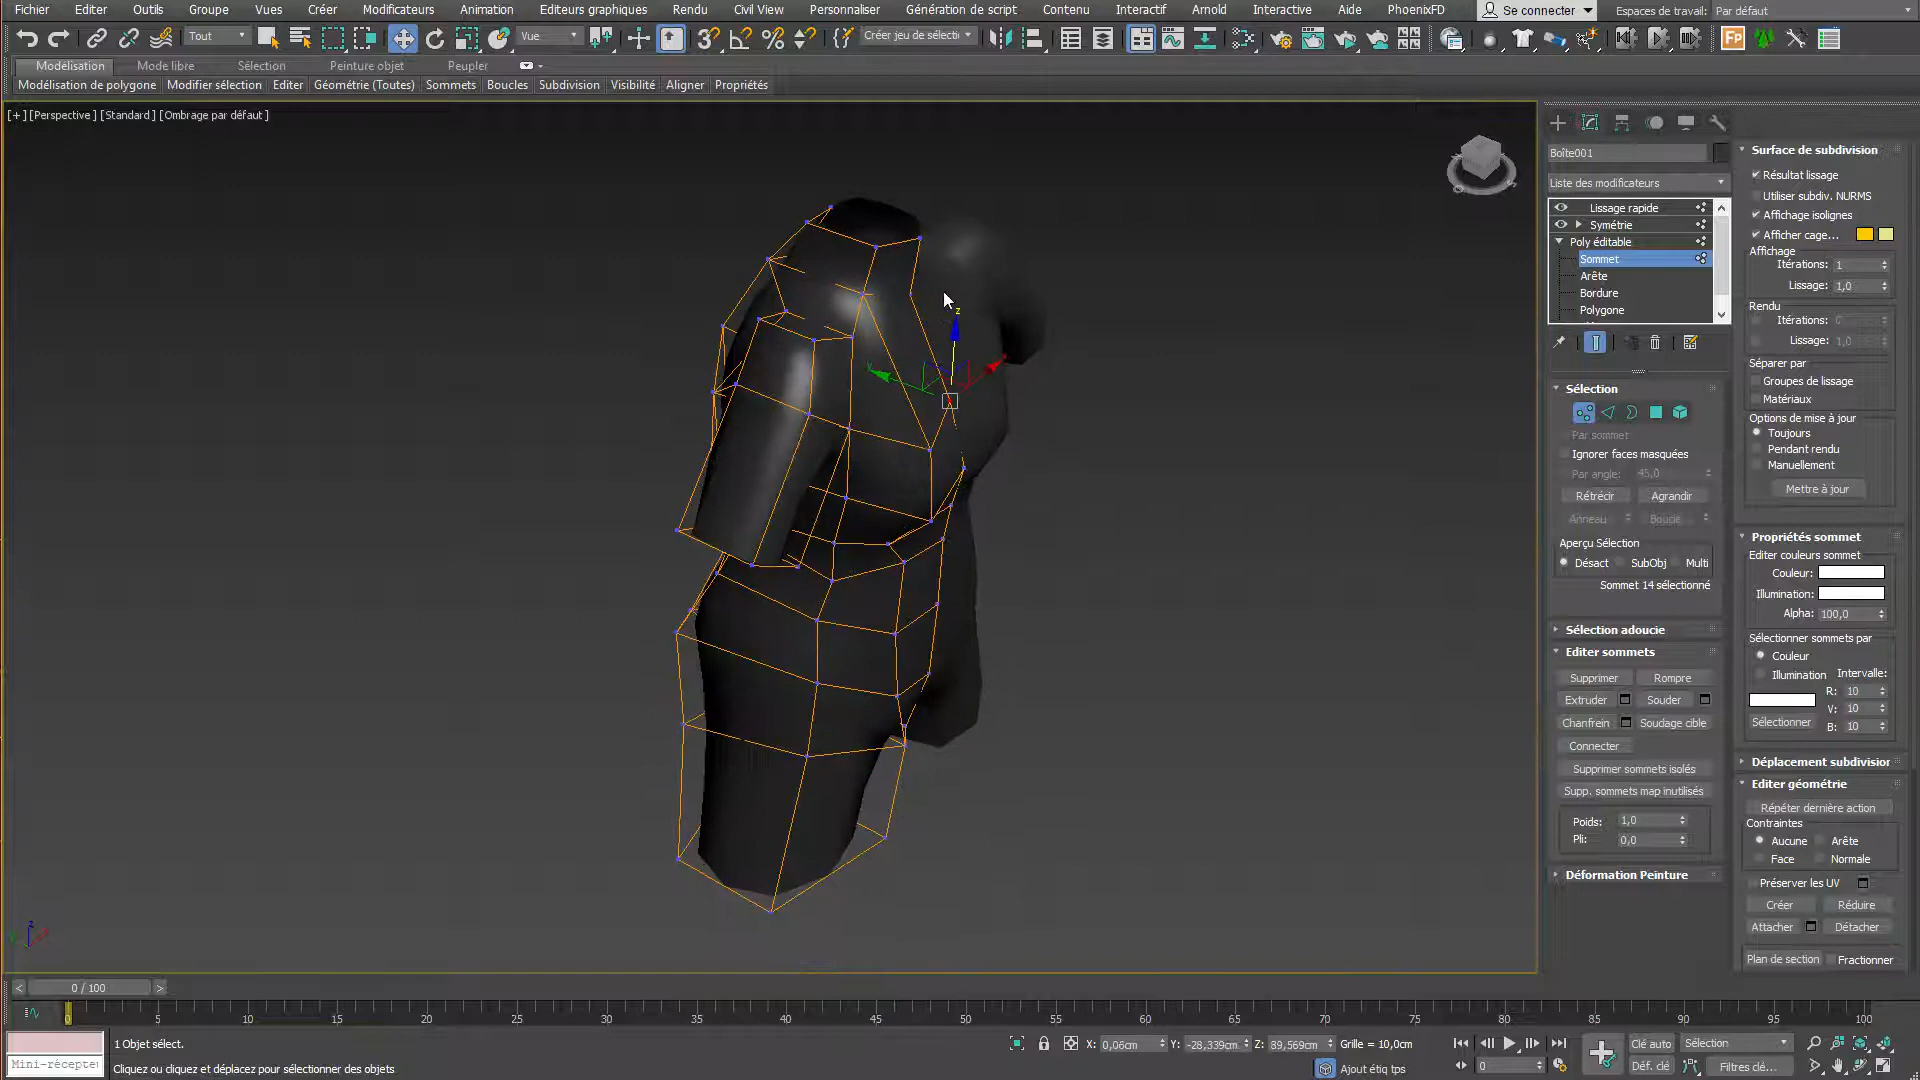 Fichier Editer Outils Groupe Vues Créer Modificateurs Animation Editeurs graphiques Rendu Civil View Personnaliser Génération de script Contenu Interactif Arnold Interactive Aide PhoenixFD Se connecter Espaces de travail: Par défaut
Tout Vue Créer jeu de sélecti
Modélisation Mode libre Sélection Peinture objet Peupler
Modélisation de polygone Modifier sélection Editer Géométrie (Toutes) Sommets Boucles Subdivision Visibilité Aligner Propriétés
[+] [Perspective] [Standard] [Ombrage par défaut]
z
Boîte001
Liste des modificateurs
Lissage rapide
Symétrie
Poly éditable
Sommet
Arête
Bordure
Polygone
Sélection
Par sommet
Ignorer faces masquées
Par angle: 45,0
Rétrécir Agrandir
Anneau Boucle
Aperçu Sélection
Désact SubObj Multi
Sommet 14 sélectionné
Sélection adoucie
Editer sommets
Supprimer Rompre
Extruder Souder
Chanfrein Soudage cible
Connecter
Supprimer sommets isolés
Supp. sommets map inutilisés
Poids: 1,0
Pli: 0,0
Déformation Peinture
Surface de subdivision
Résultat lissage
Utiliser subdiv. NURMS
Affichage isolignes
Afficher cage...
Affichage
Itérations: 1
Lissage: 1,0
Rendu
Itérations: 0
Lissage: 1,0
Séparer par
Groupes de lissage
Matériaux
Options de mise à jour
Toujours
Pendant rendu
Manuellement
Mettre à jour
Propriétés sommet
Editer couleurs sommet
Couleur:
Illumination:
Alpha: 100,0
Sélectionner sommets par
Couleur
Illumination Intervalle:
R: 10
V: 10
Sélectionner B: 10
Déplacement subdivision
Editer géométrie
Répéter dernière action
Contraintes
Aucune Arête
Face Normale
Préserver les UV
Créer Réduire
Attacher Détacher
Plan de section Fractionner
z
< 0 / 100 >
0 5 10 15 20 25 30 35 40 45 50 55 60 65 70 75 80 85 90 95 100
1 Objet sélect. X: 0,06cm Y: -28,339cm Z: 89,569cm Grille = 10,0cm Clé auto Sélection
Mini-récepteu Cliquez ou cliquez et déplacez pour sélectionner des objets Ajout étiq tps 0 Déf. clé Filtres clé...